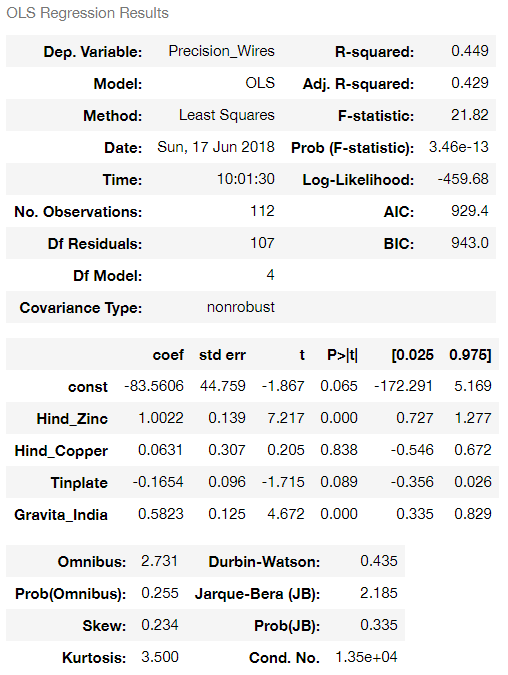 OLS Regression Results
Dep. Variable: Precision_Wires R-squared: 0.449
Model: OLS Adj. R-squared: 0.429
Method: Least Squares F-statistic: 21.82
Date: Sun, 17 Jun 2018 Prob (F-statistic): 3.46e-13
Time: 10:01:30 Log-Likelihood: -459.68
No. Observations: 112 AIC: 929.4
Df Residuals: 107 BIC: 943.0
Df Model: 4
Covariance Type: nonrobust
coef std err t P>|t| [0.025 0.975]
const -83.5606 44.759 -1.867 0.065 -172.291 5.169
Hind_Zinc 1.0022 0.139 7.217 0.000 0.727 1.277
Hind_Copper 0.0631 0.307 0.205 0.838 -0.546 0.672
Tinplate -0.1654 0.096 -1.715 0.089 -0.356 0.026
Gravita_India 0.5823 0.125 4.672 0.000 0.335 0.829
Omnibus: 2.731 Durbin-Watson: 0.435
Prob(Omnibus): 0.255 Jarque-Bera (JB): 2.185
Skew: 0.234 Prob(JB): 0.335
Kurtosis: 3.500 Cond. No. 1.35e+04